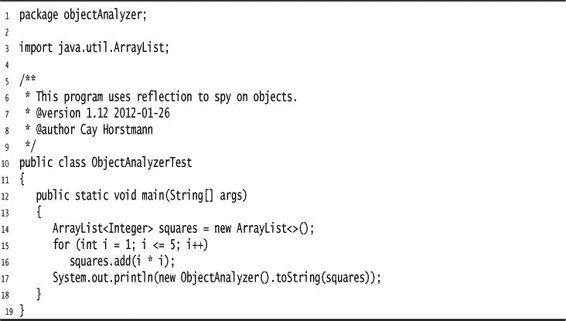 1 package objectAnalyzer;
2
3 import java.util.ArrayList;
4
5 /**
6  * This program uses reflection to spy on objects.
7  * @version 1.12 2012-01-26
8  * @author Cay Horstmann
9  */
10 public class ObjectAnalyzerTest
11 {
12    public static void main(String[] args)
13    {
14       ArrayList<Integer> squares = new ArrayList<>();
15       for (int i = 1; i <= 5; i++)
16          squares.add(i * i);
17       System.out.println(new ObjectAnalyzer().toString(squares));
18    }
19 }